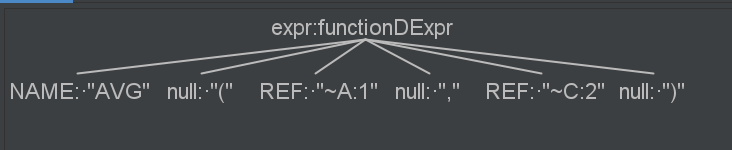 expr:functionDExpr
NAME:·"AVG" null:·"(" REF:·"~A:1" null:·"," REF:·"~C:2" null:·")"